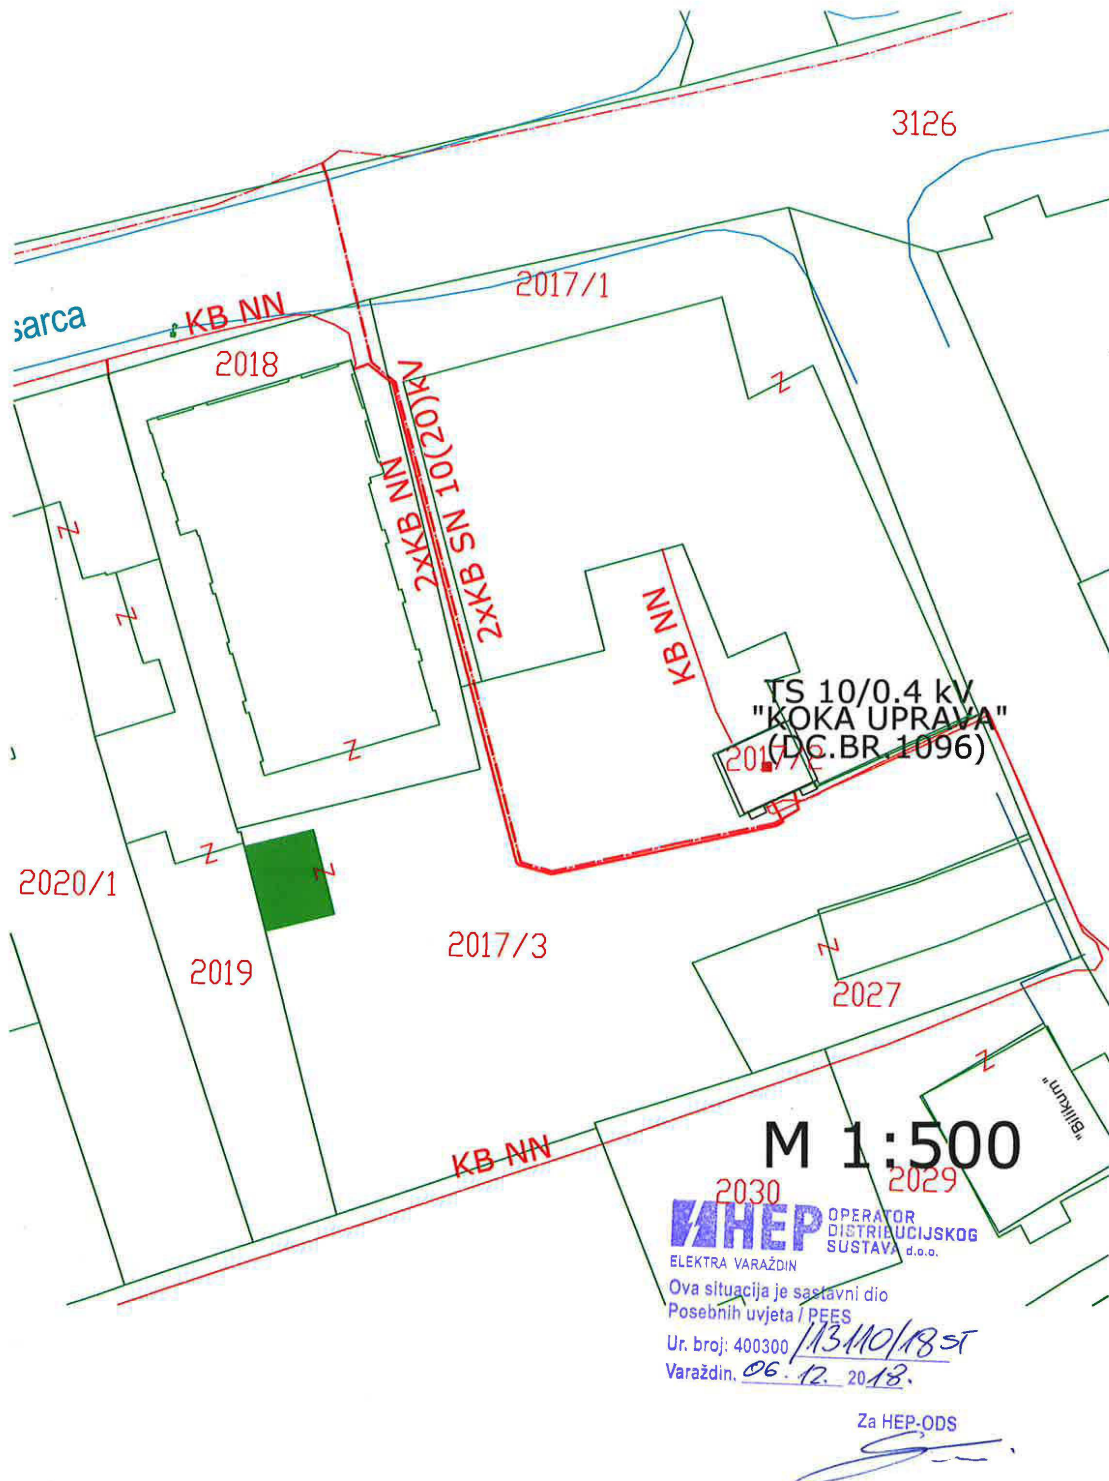 3126
2017/1
sarca
KB NN
2018
Z
2xKB NN
2xKB SN 10(20)kV
Z
Z
KB NN
TS 10/0.4 kV
"KOKA UPRAVA"
(DC.BR.1096)
2017/2
Z
Z
Z
2020/1
2017/3
2019
Z
2027
Z
"Bilikum"
M 1:500
KB NN
2029
2030
HEP OPERATOR
DISTRIBUCIJSKOG
SUSTAVA d.o.o.
ELEKTRA VARAŽDIN
Ova situacija je sastavni dio
Posebnih uvjeta / PEES
Ur. broj: 400300 /13110/18 ST
Varaždin, 06. 12. 2018.
Za HEP-ODS